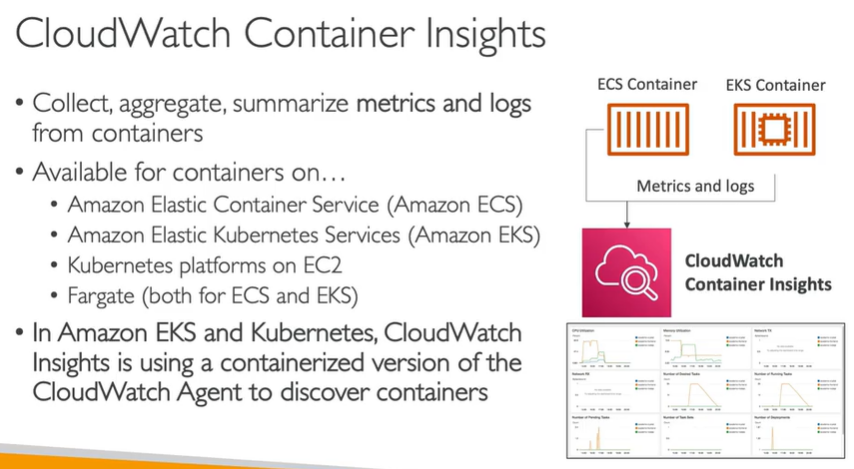 CloudWatch Container Insights
• Collect, aggregate, summarize metrics and logs
from containers
• Available for containers on…
• Amazon Elastic Container Service (Amazon ECS)
• Amazon Elastic Kubernetes Services (Amazon EKS)
• Kubernetes platforms on EC2
• Fargate (both for ECS and EKS)
• In Amazon EKS and Kubernetes, CloudWatch
Insights is using a containerized version of the
CloudWatch Agent to discover containers
ECS Container
EKS Container
Metrics and logs
CloudWatch
Container Insights
CPU Utilization
Memory Utilization
Network TX
Network RX
Number of Desired Tasks
Number of Running Tasks
Number of Pending Tasks
Number of Task Sets
Number of Deployments